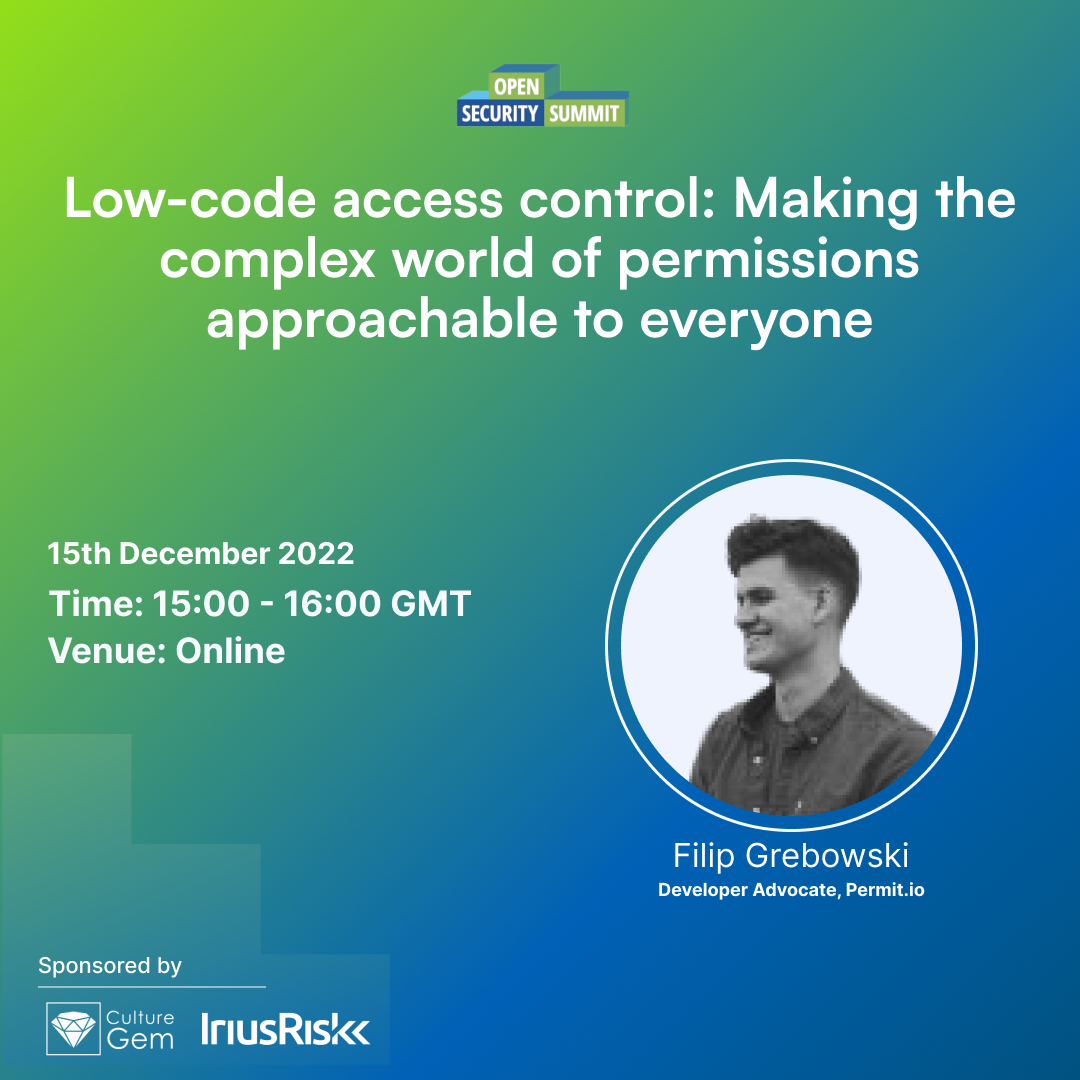 OPEN
SECURITY SUMMIT
Low-code access control: Making the
complex world of permissions
approachable to everyone
15th December 2022
Time: 15:00 - 16:00 GMT
Venue: Online
Filip Grebowski
Developer Advocate, Permit.io
Sponsored by
Culture
Gem
IriusRisk